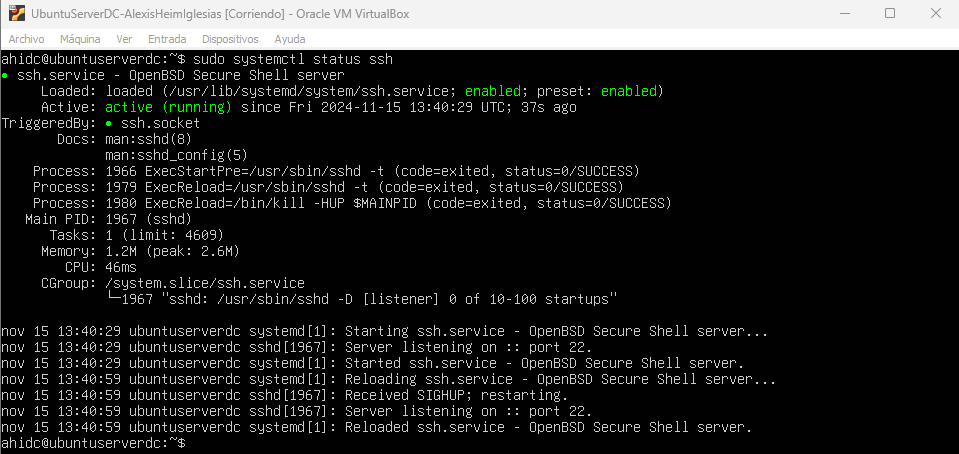 UbuntuServerDC-AlexisHeimIglesias [Corriendo] - Oracle VM VirtualBox
Archivo Máquina Ver Entrada Dispositivos Ayuda
ahidc@ubuntuserverdc:~$ sudo systemctl status ssh
● ssh.service - OpenBSD Secure Shell server
     Loaded: loaded (/usr/lib/systemd/system/ssh.service; enabled; preset: enabled)
     Active: active (running) since Fri 2024-11-15 13:40:29 UTC; 37s ago
TriggeredBy: ● ssh.socket
       Docs: man:sshd(8)
             man:sshd_config(5)
    Process: 1966 ExecStartPre=/usr/sbin/sshd -t (code=exited, status=0/SUCCESS)
    Process: 1979 ExecReload=/usr/sbin/sshd -t (code=exited, status=0/SUCCESS)
    Process: 1980 ExecReload=/bin/kill -HUP $MAINPID (code=exited, status=0/SUCCESS)
   Main PID: 1967 (sshd)
      Tasks: 1 (limit: 4609)
     Memory: 1.2M (peak: 2.6M)
        CPU: 46ms
     CGroup: /system.slice/ssh.service
             └─1967 "sshd: /usr/sbin/sshd -D [listener] 0 of 10-100 startups"
nov 15 13:40:29 ubuntuserverdc systemd[1]: Starting ssh.service - OpenBSD Secure Shell server...
nov 15 13:40:29 ubuntuserverdc sshd[1967]: Server listening on :: port 22.
nov 15 13:40:29 ubuntuserverdc systemd[1]: Started ssh.service - OpenBSD Secure Shell server.
nov 15 13:40:59 ubuntuserverdc systemd[1]: Reloading ssh.service - OpenBSD Secure Shell server...
nov 15 13:40:59 ubuntuserverdc sshd[1967]: Received SIGHUP; restarting.
nov 15 13:40:59 ubuntuserverdc sshd[1967]: Server listening on :: port 22.
nov 15 13:40:59 ubuntuserverdc systemd[1]: Reloaded ssh.service - OpenBSD Secure Shell server.
ahidc@ubuntuserverdc:~$